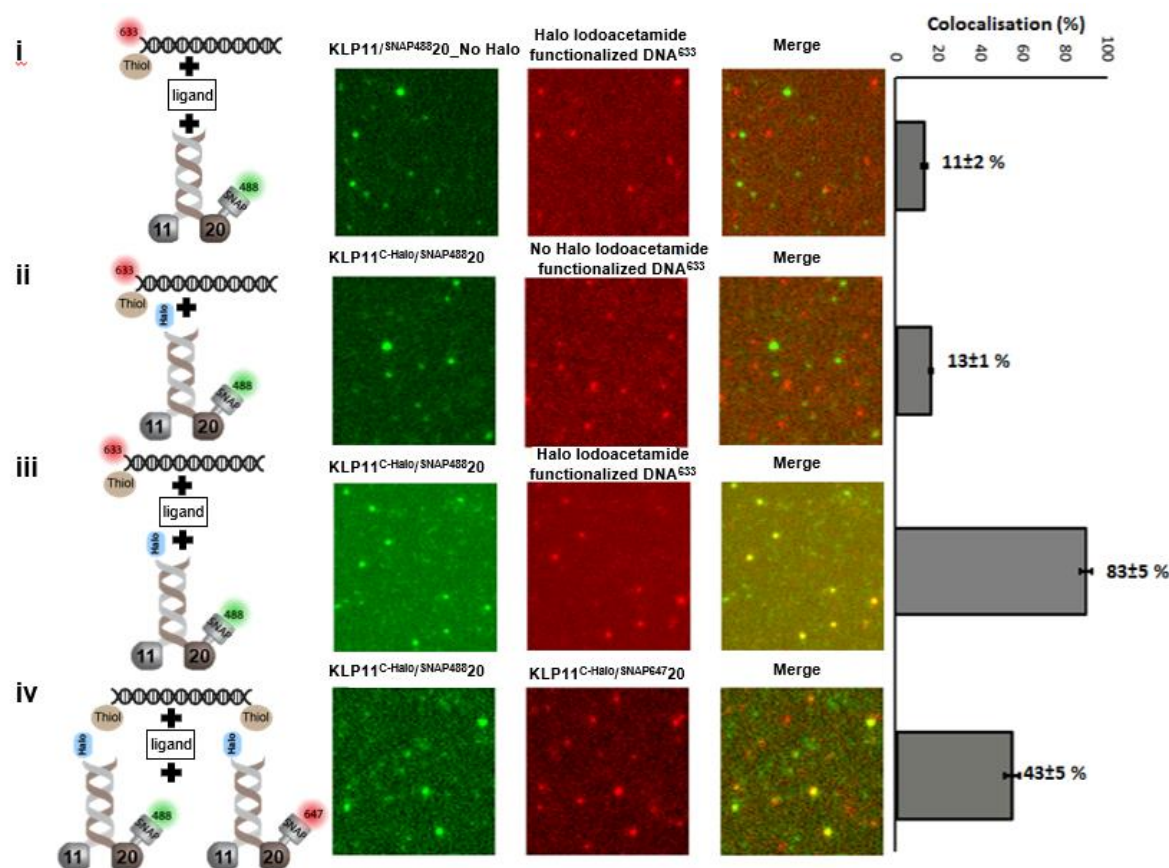 Colocalisation (%)
0 20 40 60 80 100
i
633
Thiol
ligand
11 20 SNAP 488
KLP11/SNAP48820_No Halo
Halo Iodoacetamide
functionalized DNA633
Merge
11±2 %
ii
633
Thiol
Halo
11 20 SNAP 488
KLP11C-Halo/SNAP48820
No Halo Iodoacetamide
functionalized DNA633
Merge
13±1 %
iii
633
Thiol
ligand
Halo
11 20 SNAP 488
KLP11C-Halo/SNAP48820
Halo Iodoacetamide
functionalized DNA633
Merge
83±5 %
iv
Thiol Thiol
ligand
Halo Halo
11 20 SNAP 488
11 20 SNAP 647
KLP11C-Halo/SNAP48820
KLP11C-Halo/SNAP64720
Merge
43±5 %